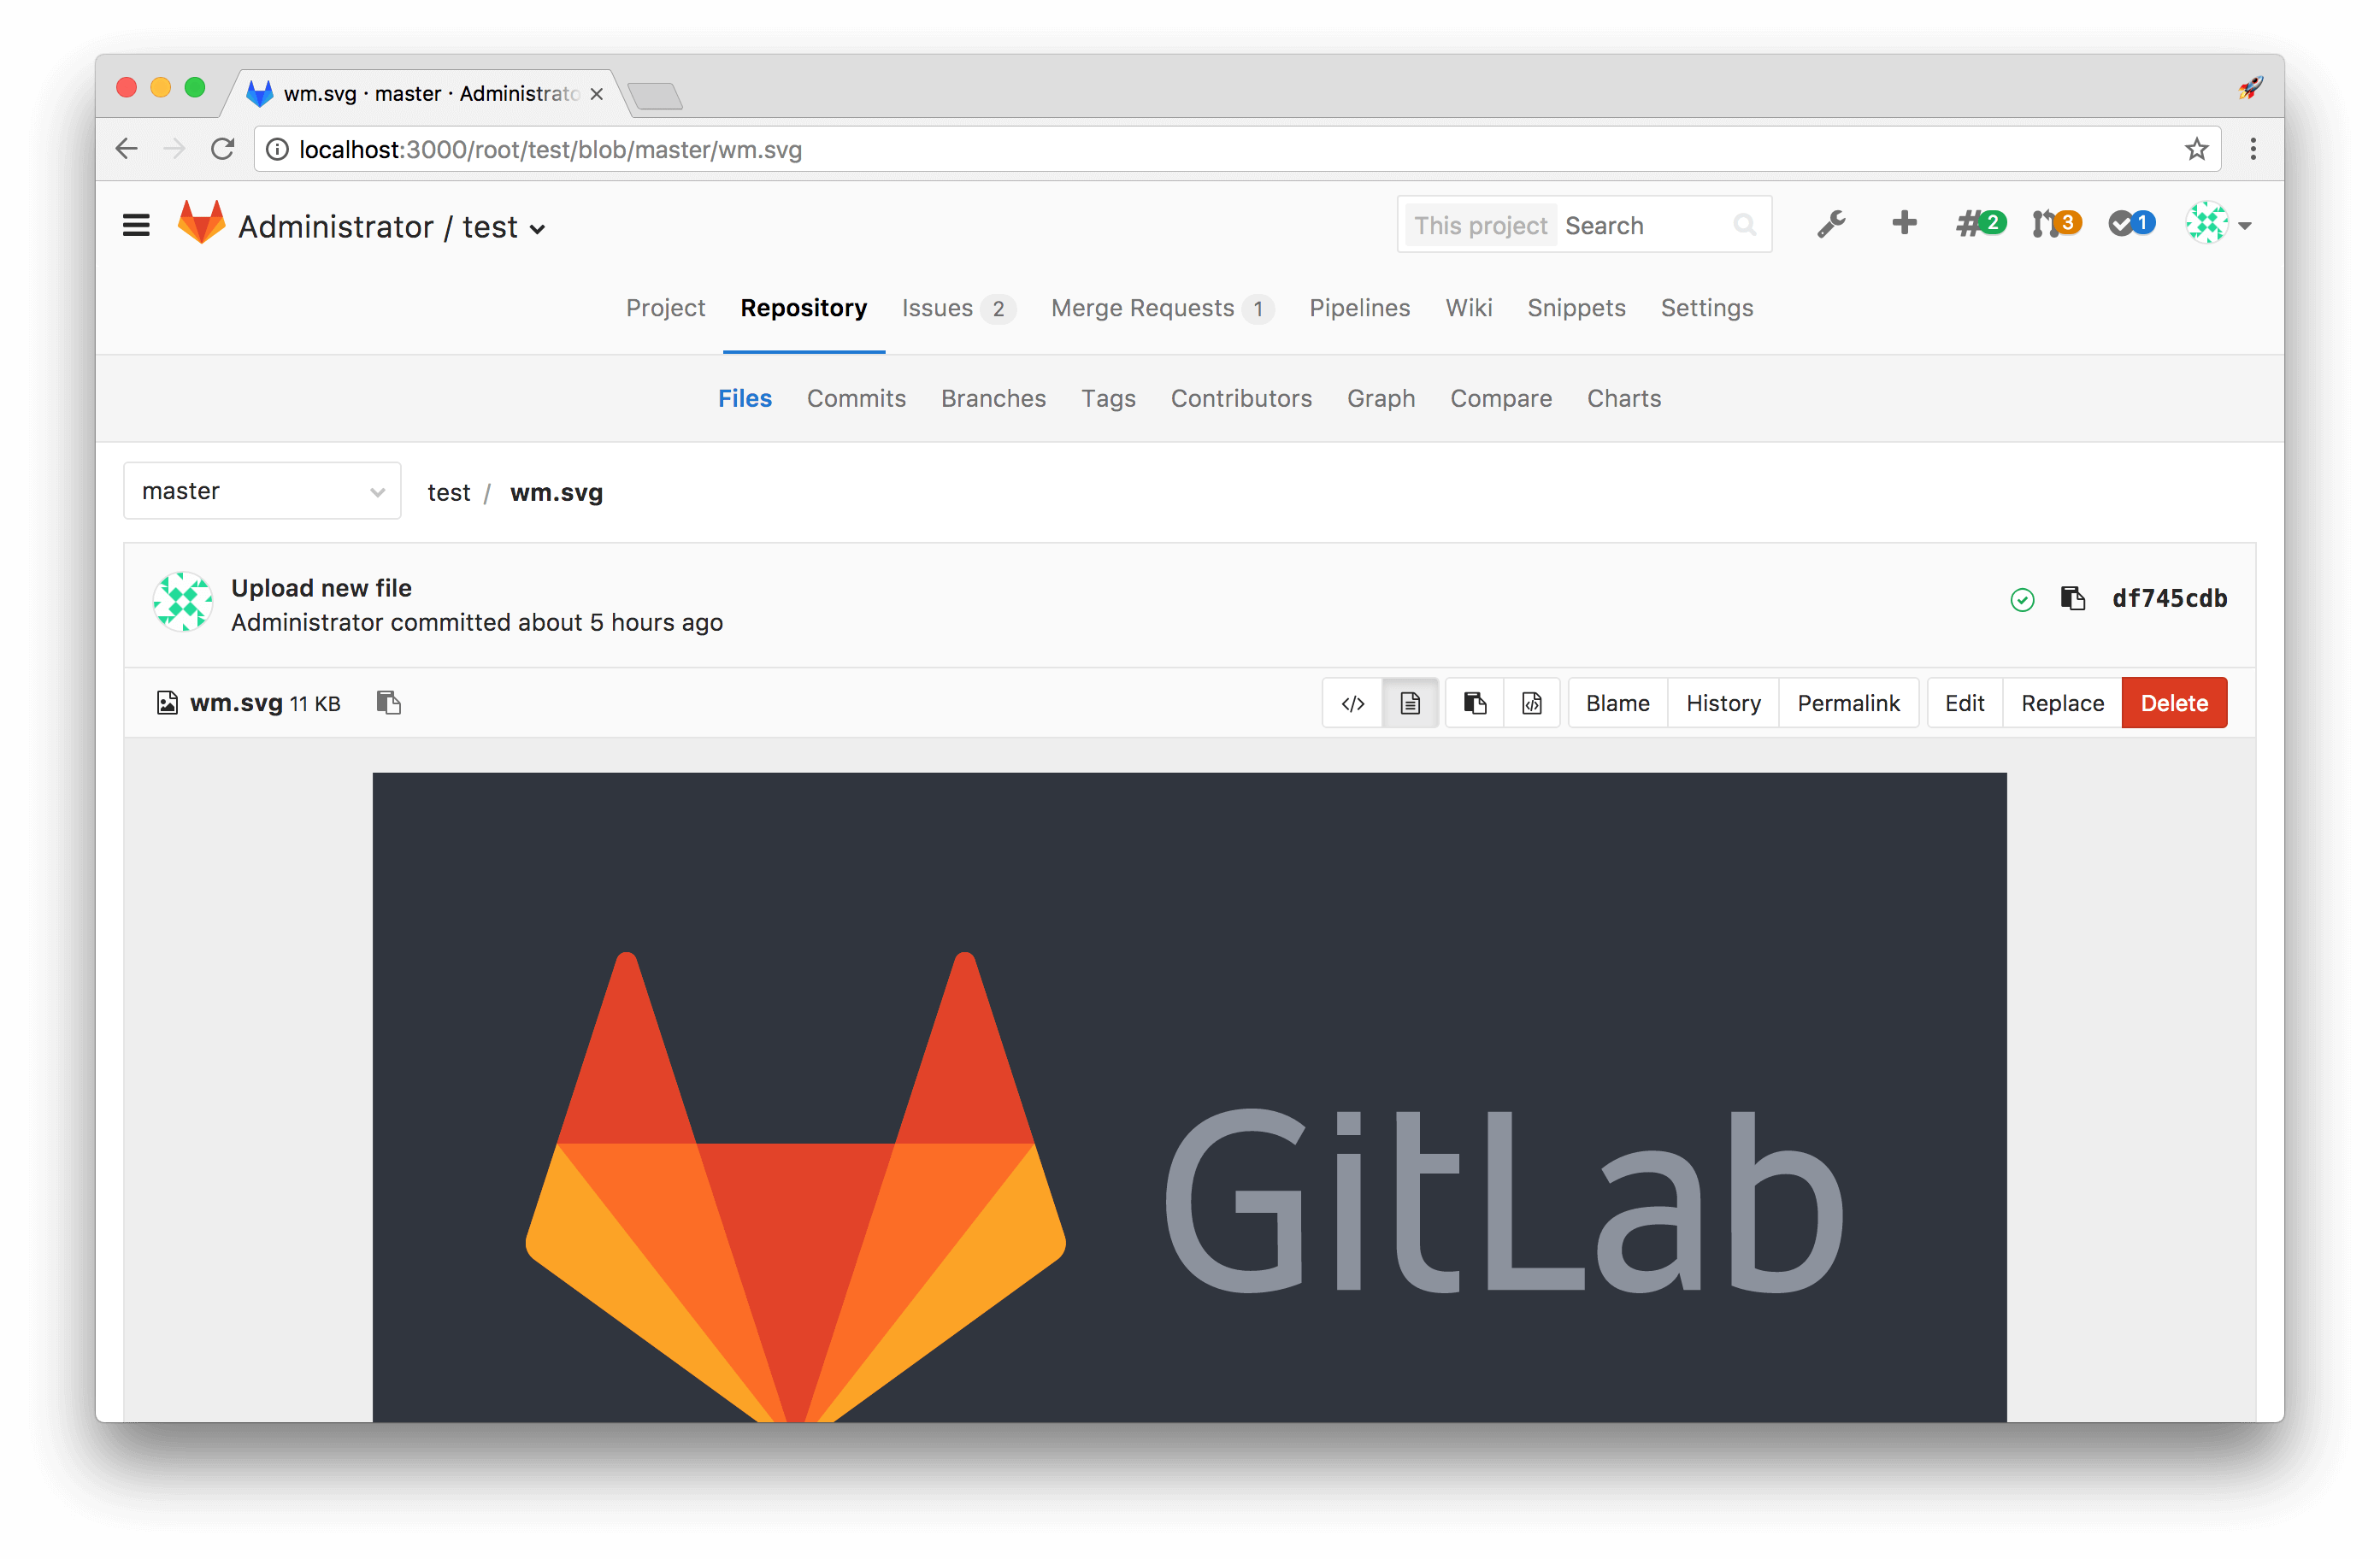 wm.svg · master · Administrato
localhost:3000/root/test/blob/master/wm.svg
Administrator / test
This project Search
2 3 1
Project Repository Issues 2 Merge Requests 1 Pipelines Wiki Snippets Settings
Files Commits Branches Tags Contributors Graph Compare Charts
master test / wm.svg
Upload new file
Administrator committed about 5 hours ago
df745cdb
wm.svg 11 KB
Blame History Permalink Edit Replace Delete
GitLab